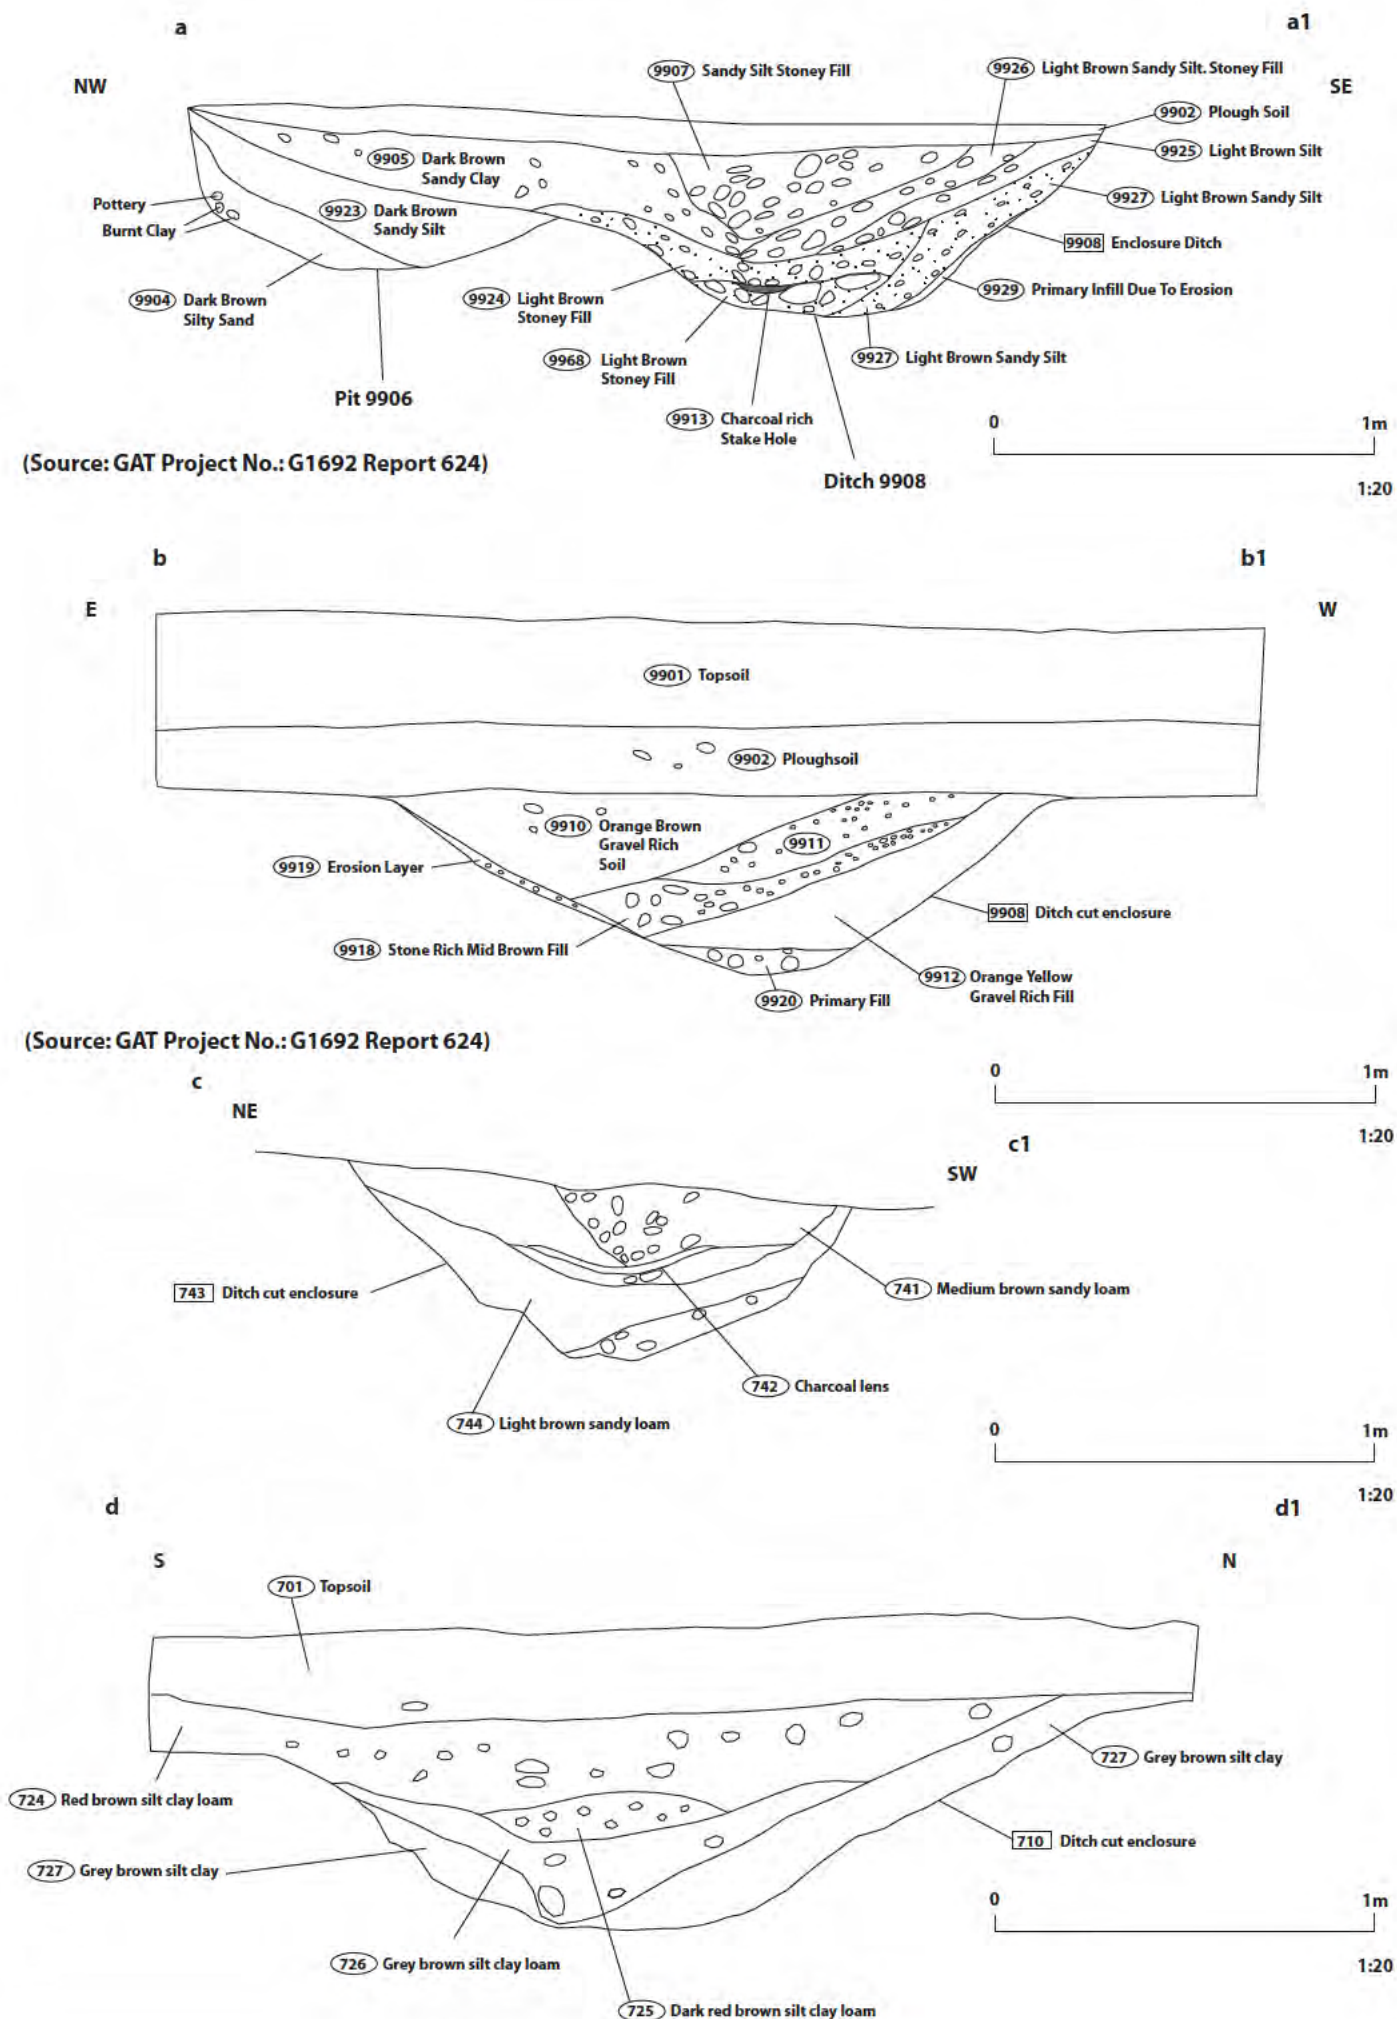 a
a1
NW
SE
9907 Sandy Silt Stoney Fill
9926 Light Brown Sandy Silt. Stoney Fill
9902 Plough Soil
9925 Light Brown Silt
9905 Dark Brown
Sandy Clay
9927 Light Brown Sandy Silt
Pottery
Burnt Clay
9923 Dark Brown
Sandy Silt
9908 Enclosure Ditch
9904 Dark Brown
Silty Sand
9924 Light Brown
Stoney Fill
9929 Primary Infill Due To Erosion
9968 Light Brown
Stoney Fill
9927 Light Brown Sandy Silt
Pit 9906
9913 Charcoal rich
Stake Hole
0 1m
(Source: GAT Project No.: G1692 Report 624)
Ditch 9908
1:20
b
b1
E
W
9901 Topsoil
9902 Ploughsoil
9910 Orange Brown
Gravel Rich
Soil
9911
9919 Erosion Layer
9908 Ditch cut enclosure
9918 Stone Rich Mid Brown Fill
9912 Orange Yellow
Gravel Rich Fill
9920 Primary Fill
(Source: GAT Project No.: G1692 Report 624)
0 1m
1:20
c
NE
c1
SW
743 Ditch cut enclosure
741 Medium brown sandy loam
742 Charcoal lens
744 Light brown sandy loam
0 1m
1:20
d
d1
S
N
701 Topsoil
727 Grey brown silt clay
724 Red brown silt clay loam
710 Ditch cut enclosure
727 Grey brown silt clay
0 1m
726 Grey brown silt clay loam
1:20
725 Dark red brown silt clay loam